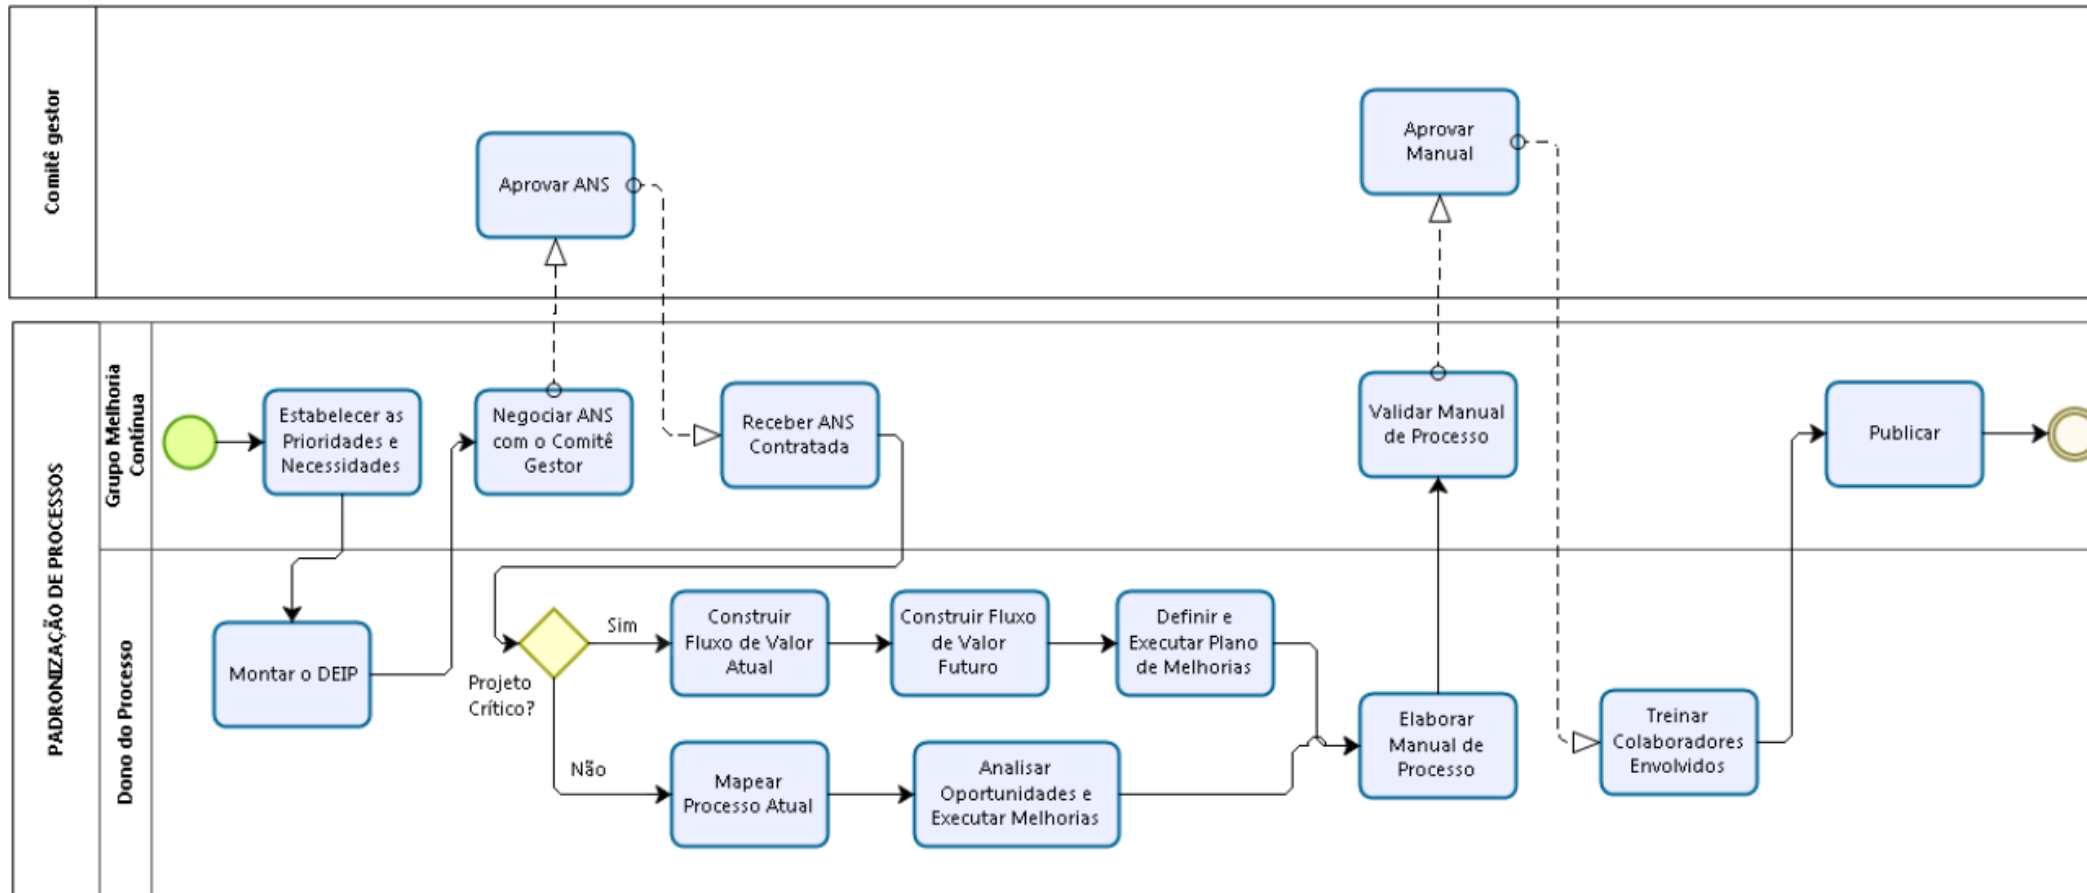 Comitê gestor
Aprovar ANS
Aprovar
Manual
PADRONIZAÇÃO DE PROCESSOS
Grupo Melhoria
Contínua
Estabelecer as
Prioridades e
Necessidades
Negociar ANS
com o Comitê
Gestor
Receber ANS
Contratada
Validar Manual
de Processo
Publicar
Dono do Processo
Montar o DEIP
Projeto
Crítico?
Sim
Construir
Fluxo de Valor
Atual
Construir Fluxo
de Valor
Futuro
Definir e
Executar Plano
de Melhorias
Não
Mapear
Processo Atual
Analisar
Oportunidades e
Executar Melhorias
Elaborar
Manual de
Processo
Treinar
Colaboradores
Envolvidos